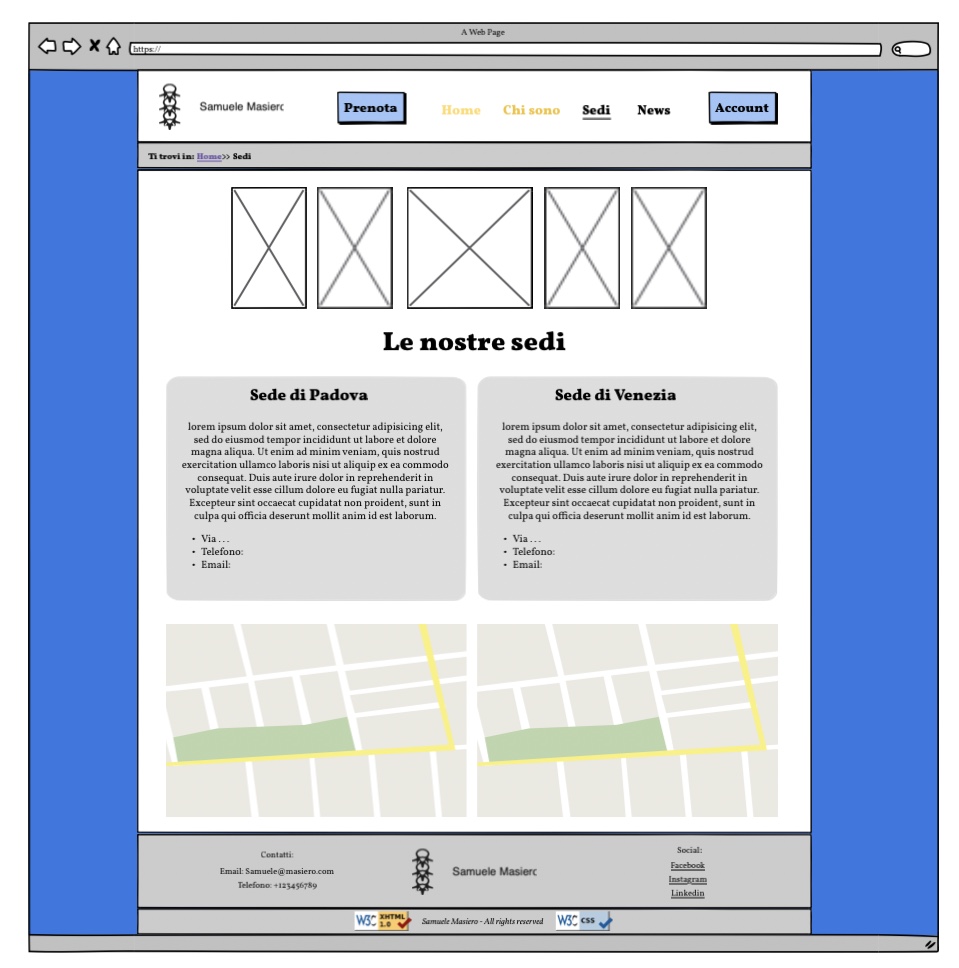 A Web Page
https://
Samuele Masiero
Prenota
Home
Chi sono
Sedi
News
Account
Ti trovi in: Home>> Sedi
Le nostre sedi
Sede di Padova
lorem ipsum dolor sit amet, consectetur adipisicing elit,
sed do eiusmod tempor incididunt ut labore et dolore
magna aliqua. Ut enim ad minim veniam, quis nostrud
exercitation ullamco laboris nisi ut aliquip ex ea commodo
consequat. Duis aute irure dolor in reprehenderit in
voluptate velit esse cillum dolore eu fugiat nulla pariatur.
Excepteur sint occaecat cupidatat non proident, sunt in
culpa qui officia deserunt mollit anim id est laborum.
• Via . . .
• Telefono:
• Email:
Sede di Venezia
lorem ipsum dolor sit amet, consectetur adipisicing elit,
sed do eiusmod tempor incididunt ut labore et dolore
magna aliqua. Ut enim ad minim veniam, quis nostrud
exercitation ullamco laboris nisi ut aliquip ex ea commodo
consequat. Duis aute irure dolor in reprehenderit in
voluptate velit esse cillum dolore eu fugiat nulla pariatur.
Excepteur sint occaecat cupidatat non proident, sunt in
culpa qui officia deserunt mollit anim id est laborum.
• Via . . .
• Telefono:
• Email:
Contatti:
Email: Samuele@masiero.com
Telefono: +123456789
Samuele Masiero
Social:
Facebook
Instagram
Linkedin
W3C XHTML 1.0
Samuele Masiero - All rights reserved
W3C css